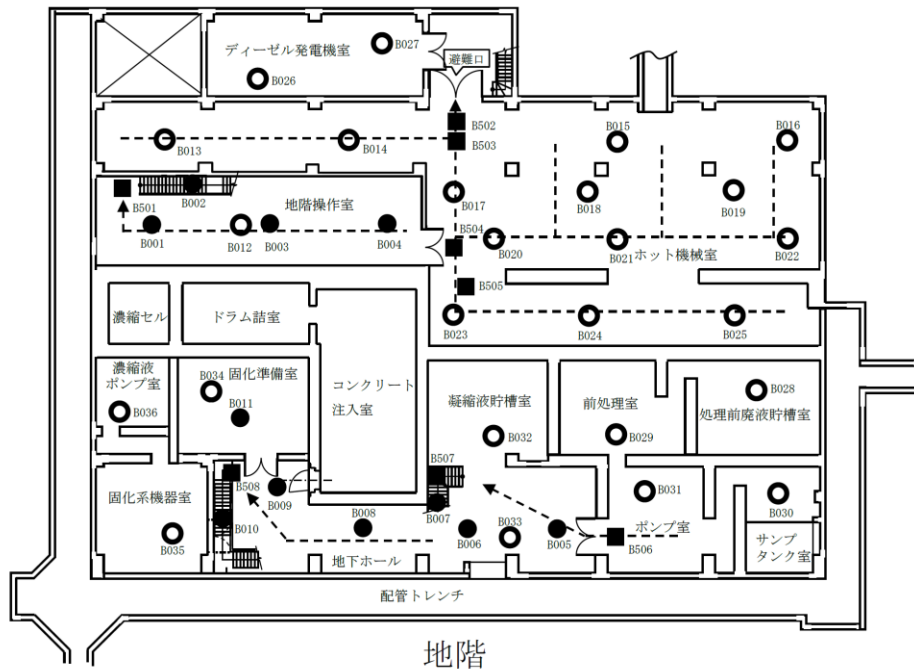 ディーゼル発電機室
B027
B026
避難口
B502
B503
B013
B014
B015
B016
B501
B002
地階操作室
B001
B012
B003
B004
B017
B018
B019
B504
B020
B021
ホット機械室
B022
B505
B023
B024
B025
濃縮セル
ドラム詰室
コンクリート
注入室
濃縮液
ポンプ室
B036
B034
固化準備室
B011
凝縮液貯槽室
B032
前処理室
B029
B028
処理前廃液貯槽室
固化系機器室
B035
B508
B009
B010
B008
地下ホール
B507
B007
B006
B033
B005
B031
ポンプ室
B506
B030
サンプ
タンク室
配管トレンチ
地階